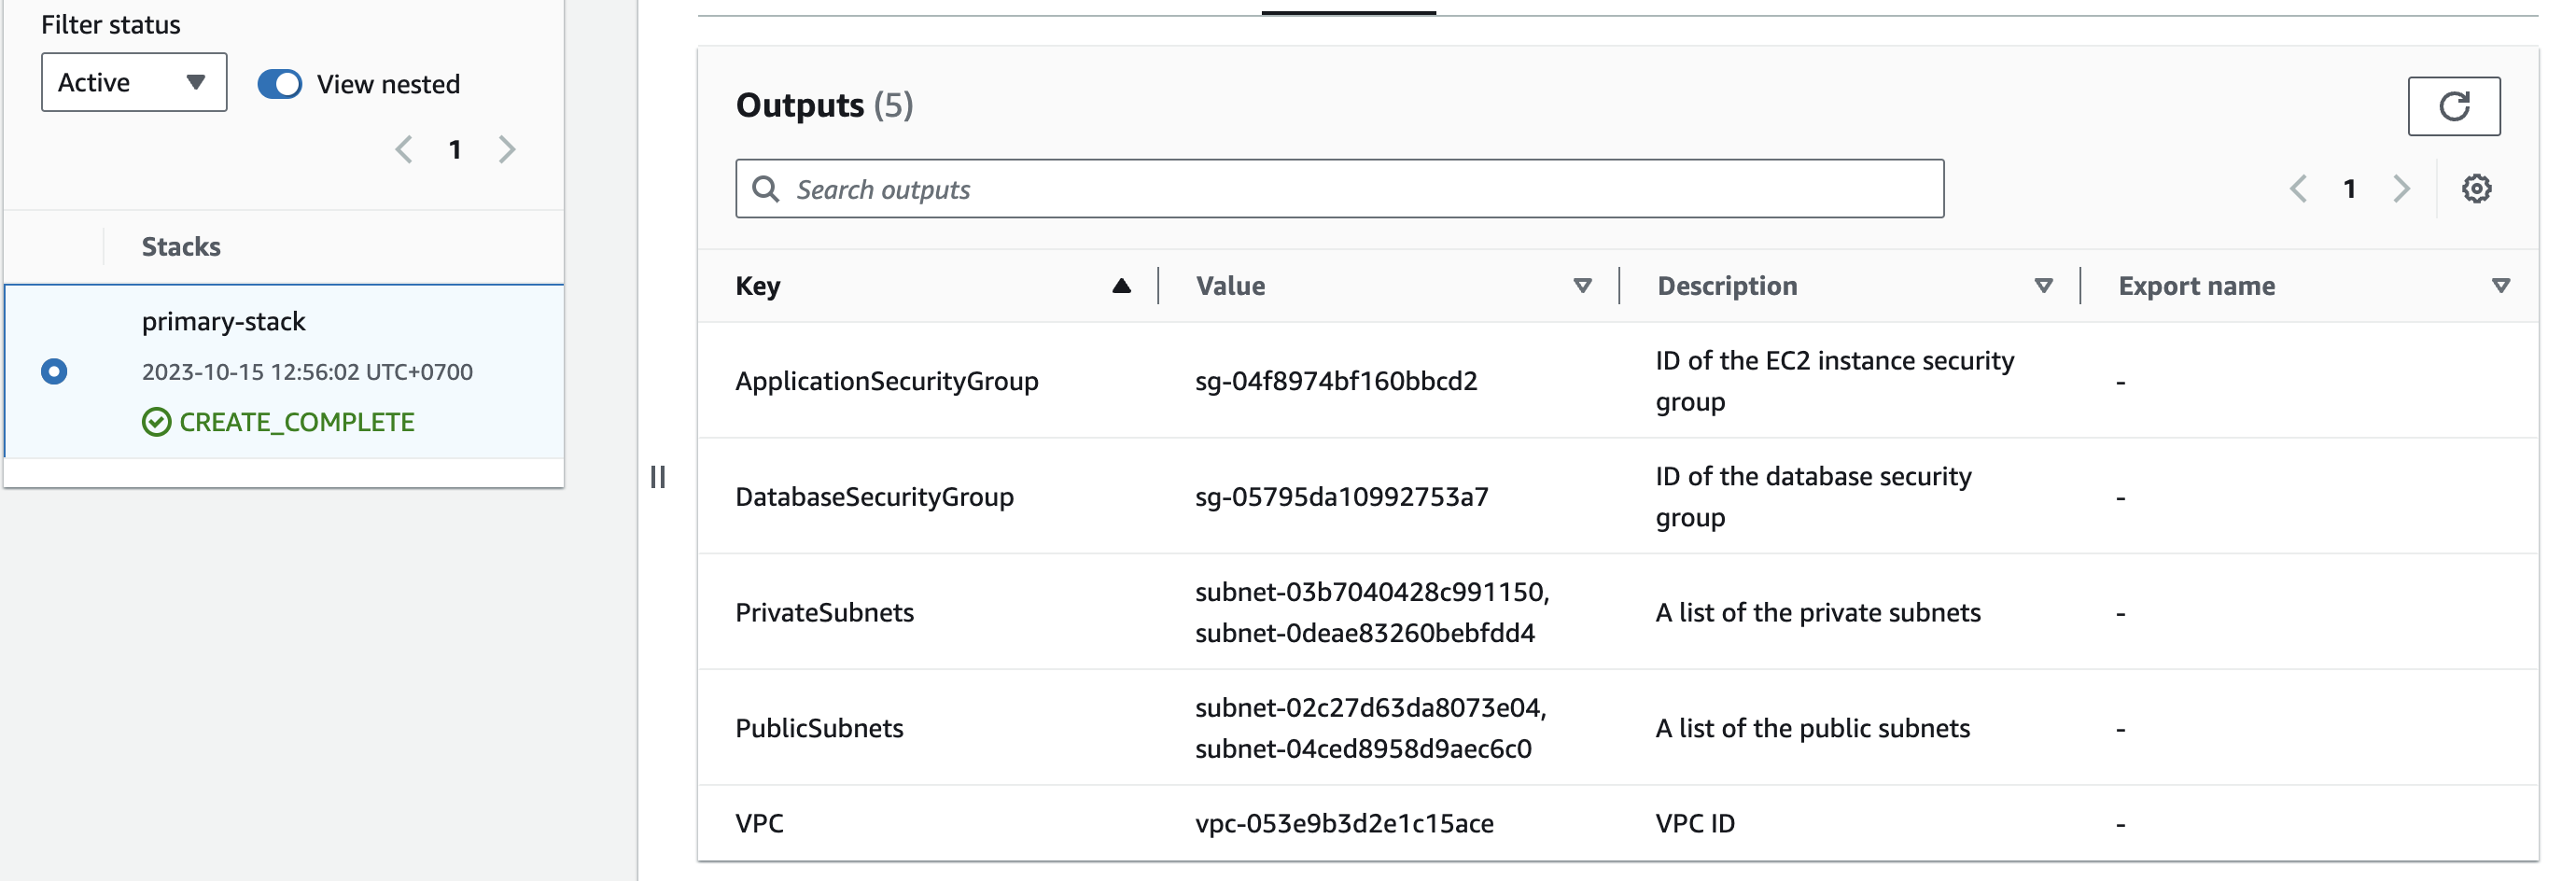 Filter status
Active
View nested
1
Stacks
primary-stack
2023-10-15 12:56:02 UTC+0700
CREATE_COMPLETE
Outputs (5)
Search outputs
1
Key
Value
Description
Export name
ApplicationSecurityGroup
sg-04f8974bf160bbcd2
ID of the EC2 instance security
group
-
DatabaseSecurityGroup
sg-05795da10992753a7
ID of the database security
group
-
PrivateSubnets
subnet-03b7040428c991150,
subnet-0deae83260bebfdd4
A list of the private subnets
-
PublicSubnets
subnet-02c27d63da8073e04,
subnet-04ced8958d9aec6c0
A list of the public subnets
-
VPC
vpc-053e9b3d2e1c15ace
VPC ID
-